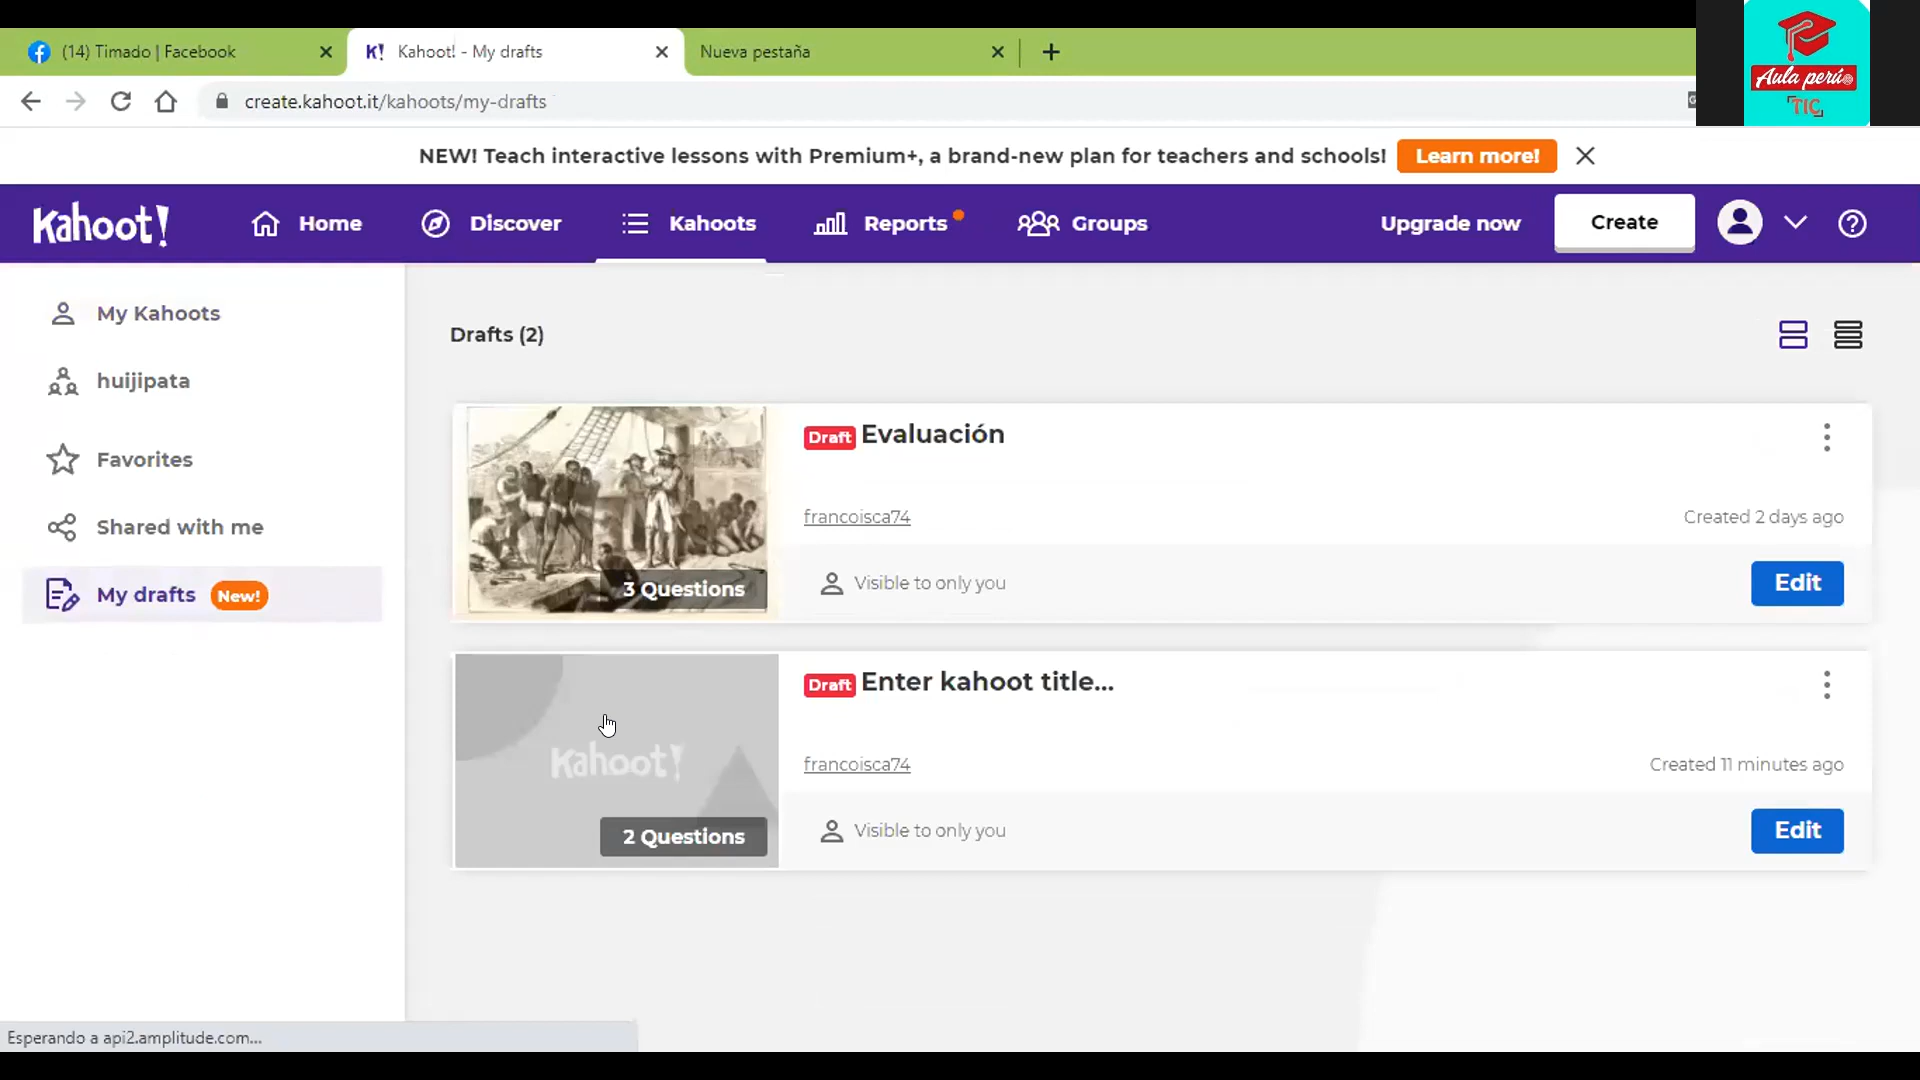 (14) Timado | Facebook
Kahoot! - My drafts
Nueva pestaña
create.kahoot.it/kahoots/my-drafts
Aula perú
TIC
NEW! Teach interactive lessons with Premium+, a brand-new plan for teachers and schools!
Learn more!
Kahoot!
Home
Discover
Kahoots
Reports
Groups
Upgrade now
Create
My Kahoots
huijipata
Favorites
Shared with me
My drafts
New!
Drafts (2)
Draft Evaluación
francoisca74
Created 2 days ago
3 Questions
Visible to only you
Edit
Draft Enter kahoot title...
Kahoot!
francoisca74
Created 11 minutes ago
2 Questions
Visible to only you
Edit
Esperando a api2.amplitude.com...